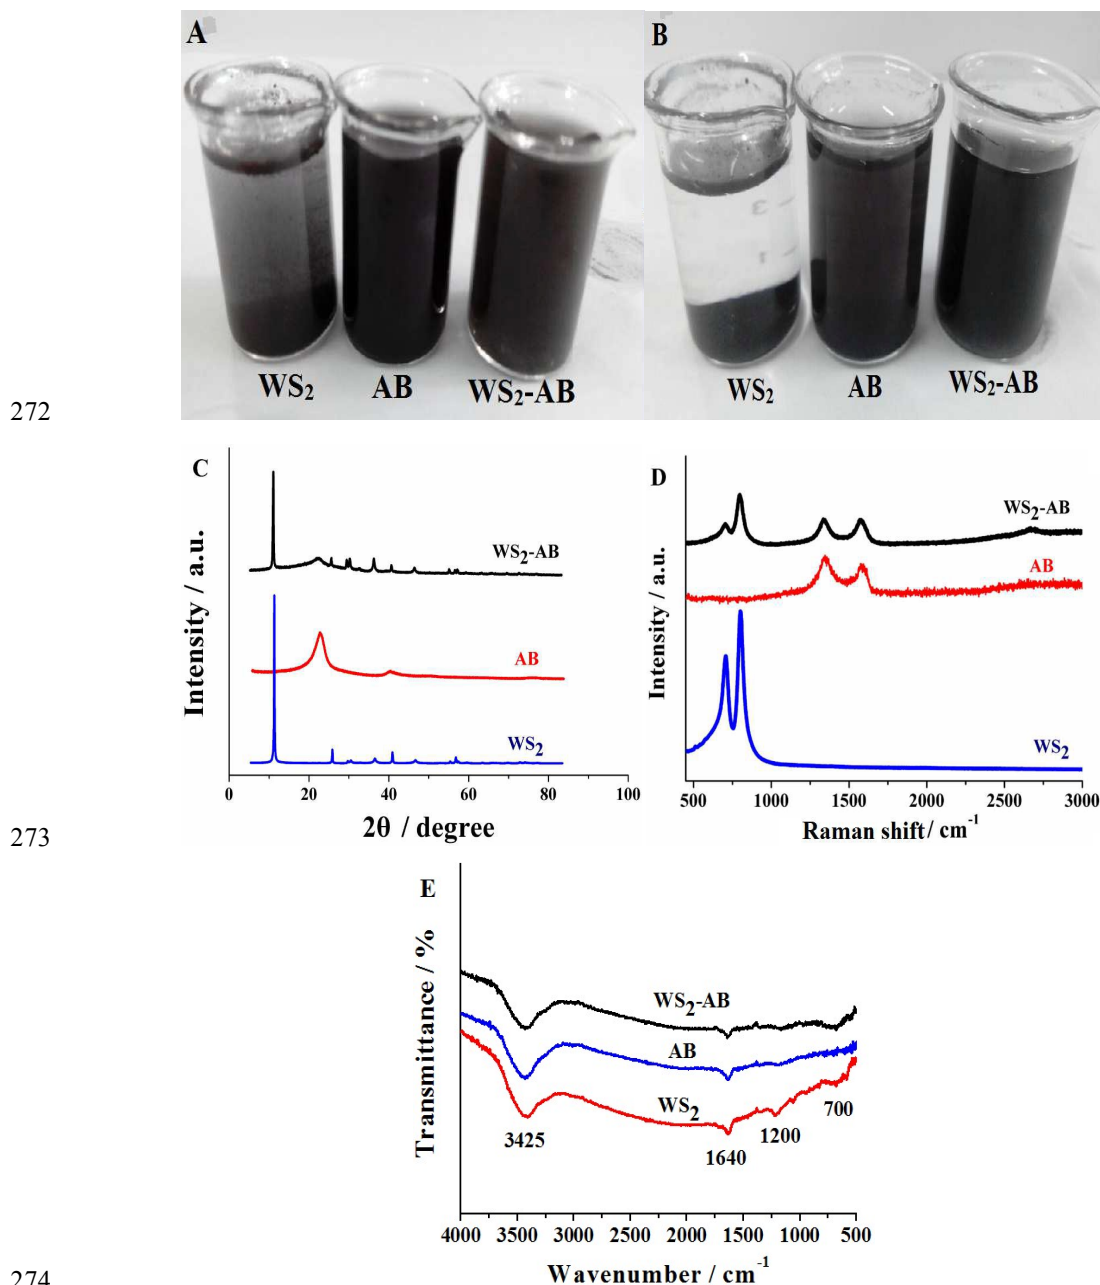 A
B
WS2 AB WS2-AB
WS2 AB WS2-AB
272
C
WS2-AB
AB
WS2
Intensity / a.u.
0 20 40 60 80 100
2θ / degree
D
WS2-AB
AB
WS2
Intensity / a.u.
500 1000 1500 2000 2500 3000
Raman shift / cm-1
273
E
WS2-AB
AB
WS2
3425
1640
1200
700
Transmittance / %
4000 3500 3000 2500 2000 1500 1000 500
Wavenumber / cm-1
274